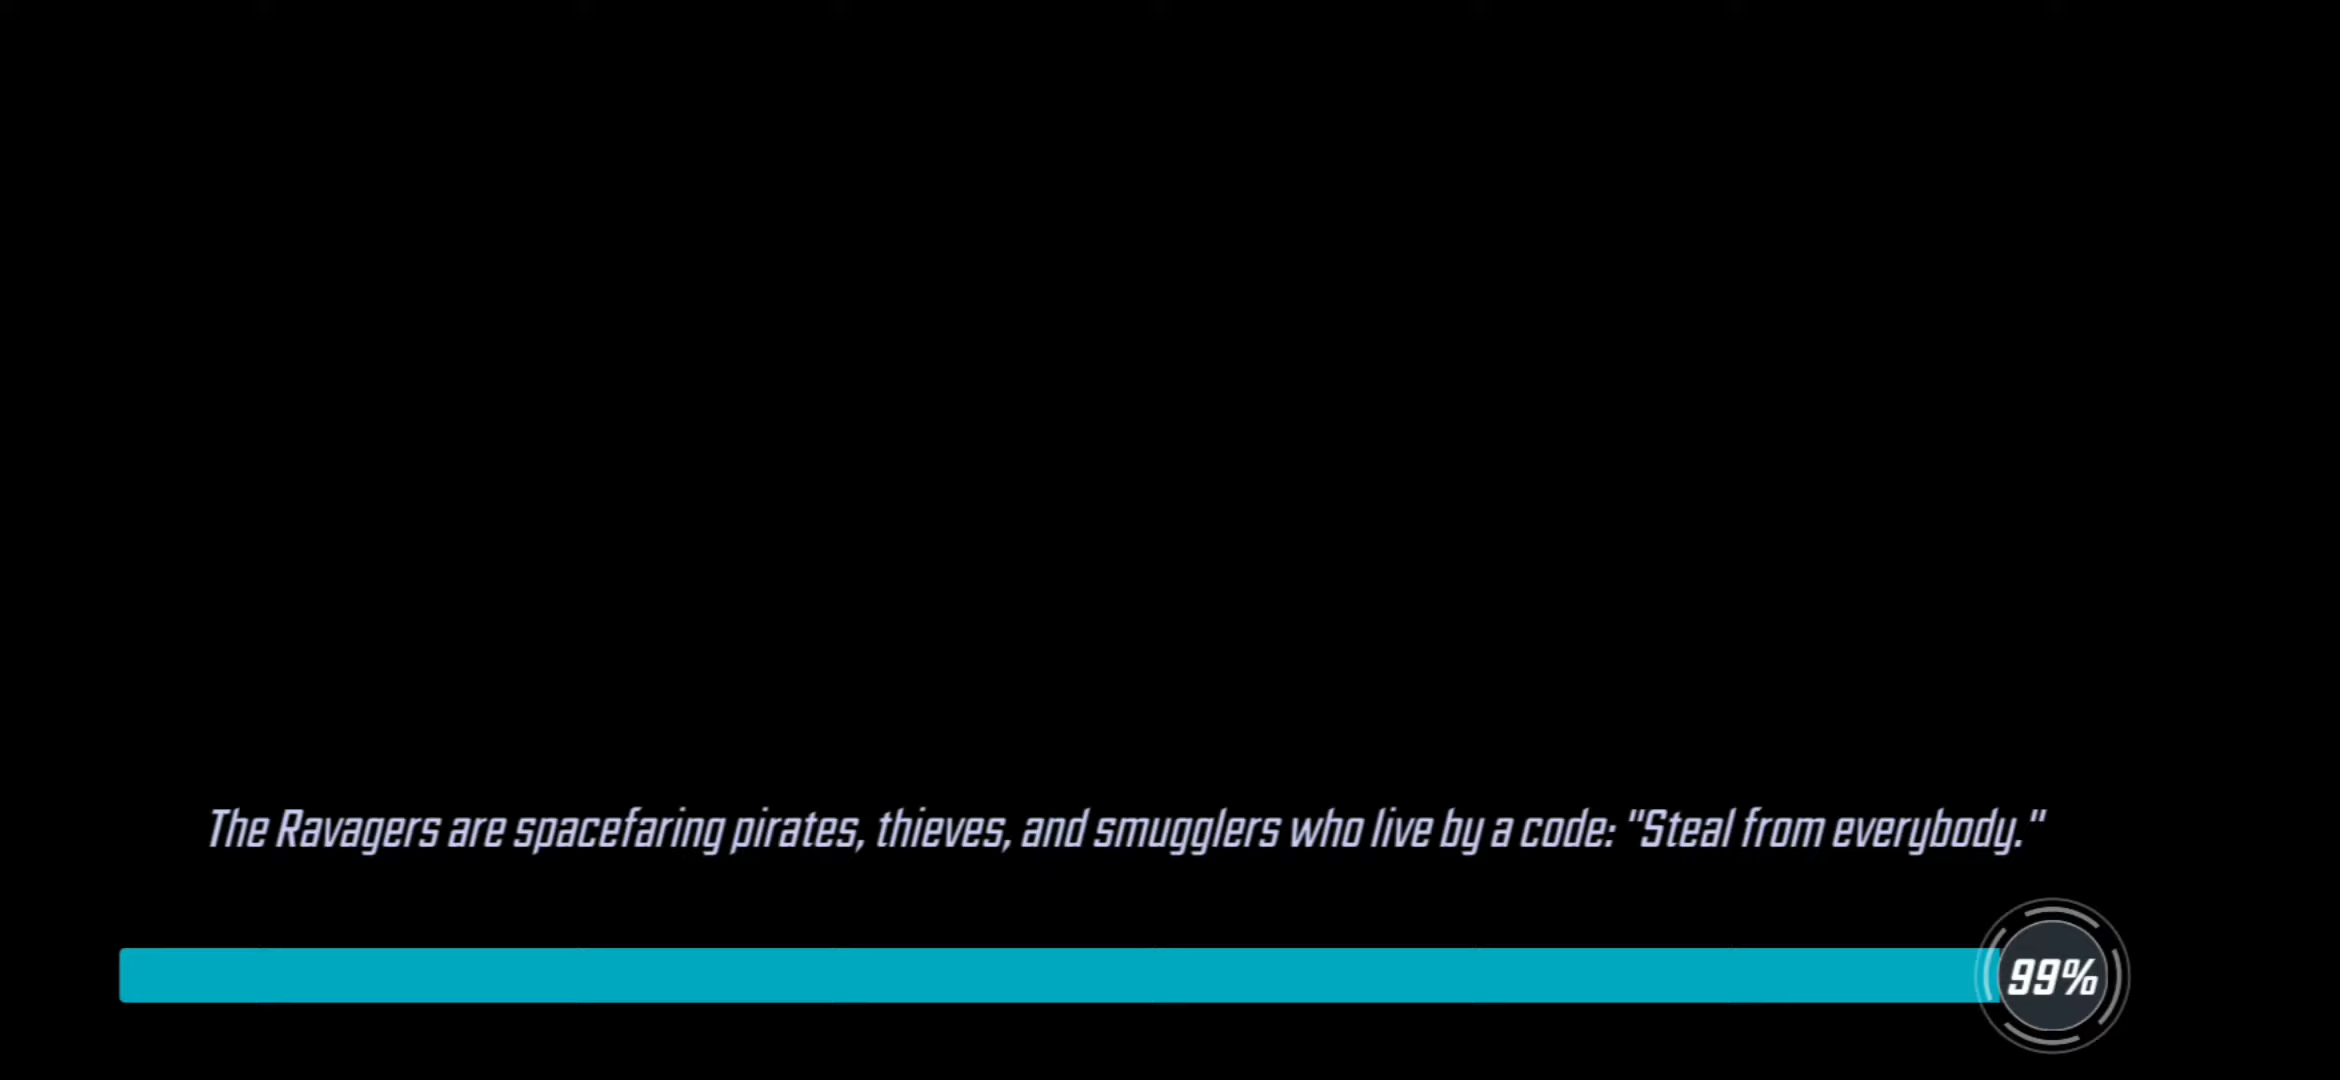 The Ravagers are spacefaring pirates, thieves, and smugglers who live by a code: "Steal from everybody."
99%